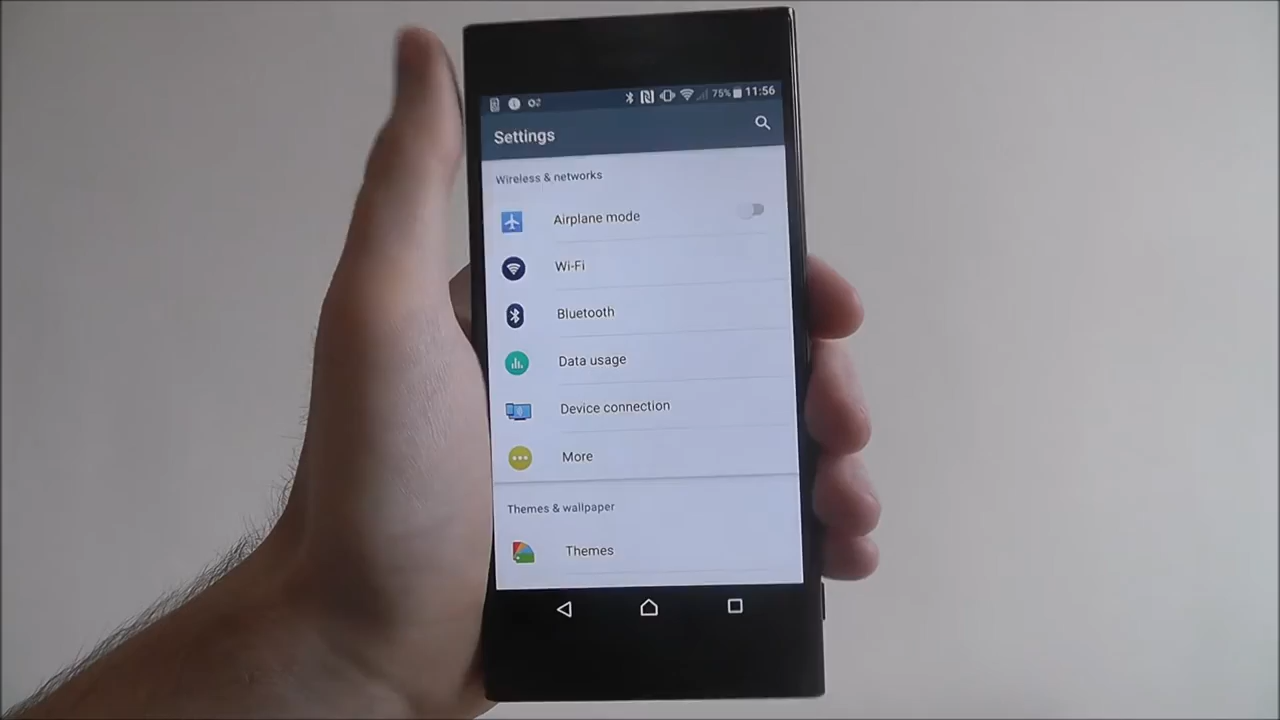 75% 11:56
Settings
Wireless & networks
Airplane mode
Wi-Fi
Bluetooth
Data usage
Device connection
More
Themes & wallpaper
Themes